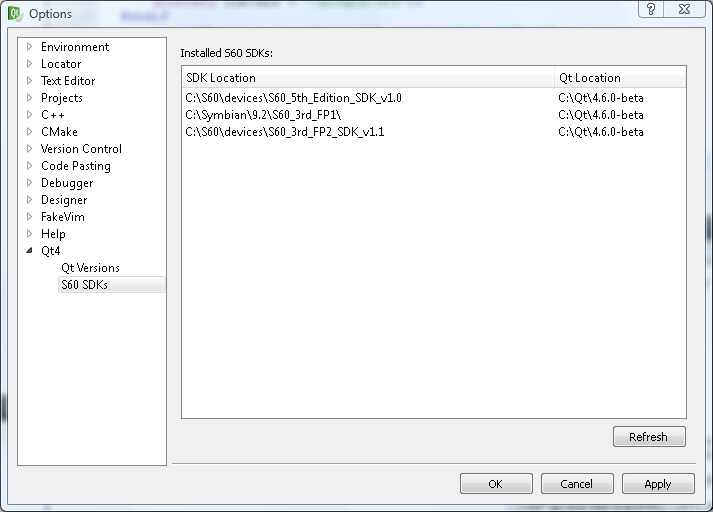 Options
Environment
Locator
Text Editor
Projects
C++
CMake
Version Control
Code Pasting
Debugger
Designer
FakeVim
Help
Qt4
Qt Versions
S60 SDKs
Installed S60 SDKs:
SDK Location Qt Location
C:\S60\devices\S60_5th_Edition_SDK_v1.0 C:\Qt\4.6.0-beta
C:\Symbian\9.2\S60_3rd_FP1\ C:\Qt\4.6.0-beta
C:\S60\devices\S60_3rd_FP2_SDK_v1.1 C:\Qt\4.6.0-beta
Refresh
OK Cancel Apply